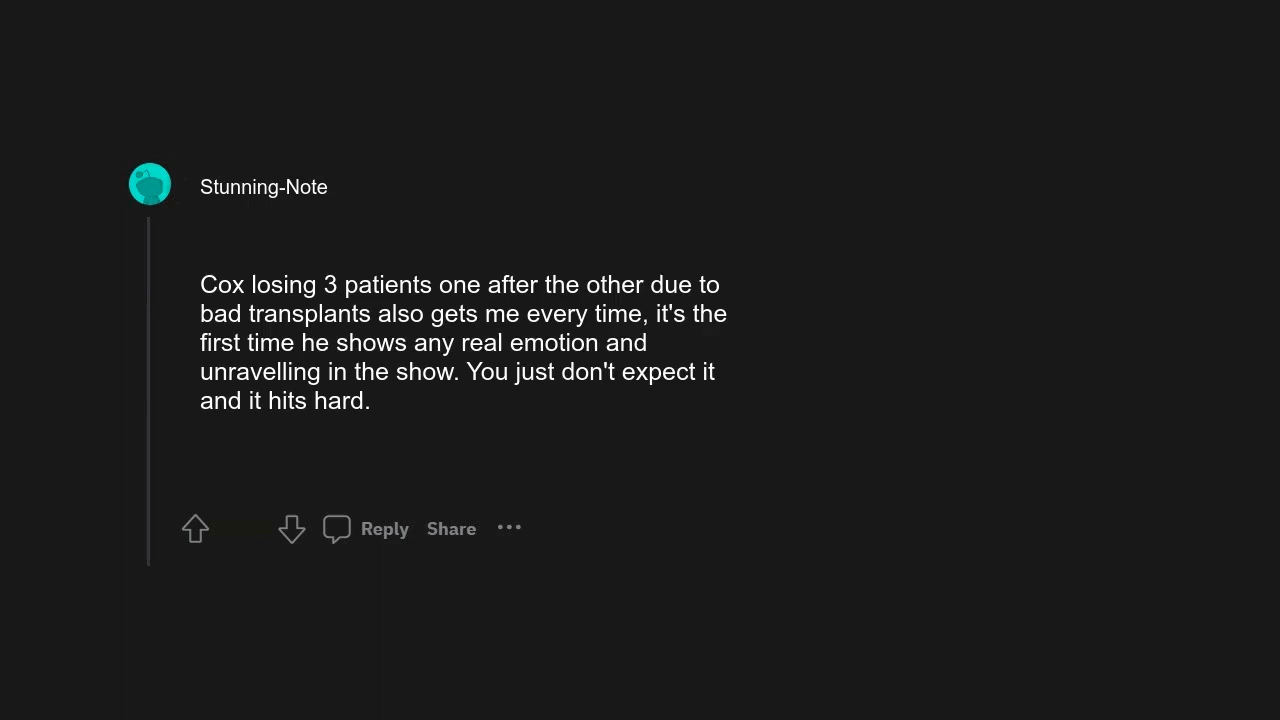 Stunning-Note
Cox losing 3 patients one after the other due to
bad transplants also gets me every time, it's the
first time he shows any real emotion and
unravelling in the show. You just don't expect it
and it hits hard.
Reply Share